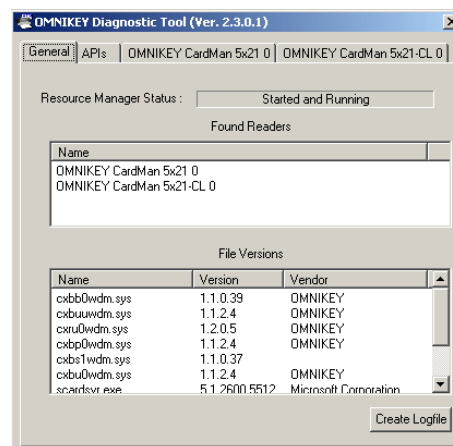 OMNIKEY Diagnostic Tool (Ver. 2.3.0.1)
General APIs OMNIKEY CardMan 5x21 0 OMNIKEY CardMan 5x21-CL 0
Resource Manager Status : Started and Running
Found Readers
Name
OMNIKEY CardMan 5x21 0
OMNIKEY CardMan 5x21-CL 0
File Versions
Name Version Vendor
cxbb0wdm.sys 1.1.0.39 OMNIKEY
cxbuuwdm.sys 1.1.2.4 OMNIKEY
cxru0wdm.sys 1.2.0.5 OMNIKEY
cxbp0wdm.sys 1.1.2.4 OMNIKEY
cxbs1wdm.sys 1.1.0.37
cxbu0wdm.sys 1.1.2.4 OMNIKEY
scardsvr.exe 5.1.2600.5512 Microsoft Corporation
Create Logfile